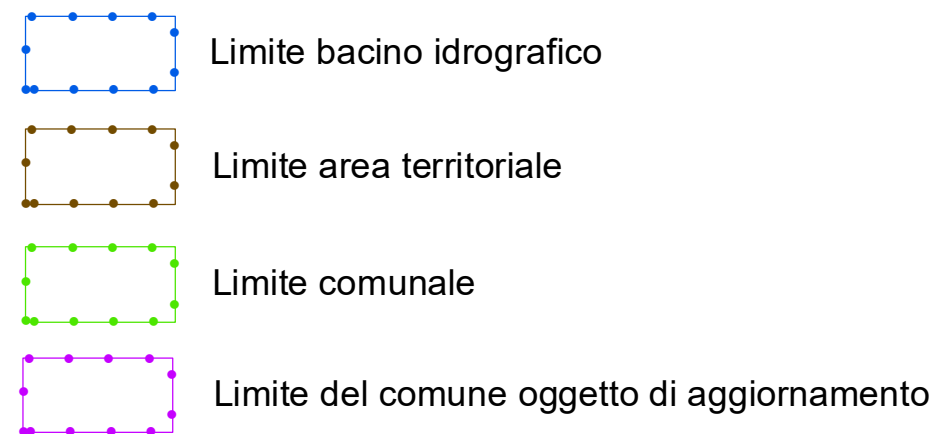 Limite bacino idrografico
Limite area territoriale
Limite comunale
Limite del comune oggetto di aggiornamento